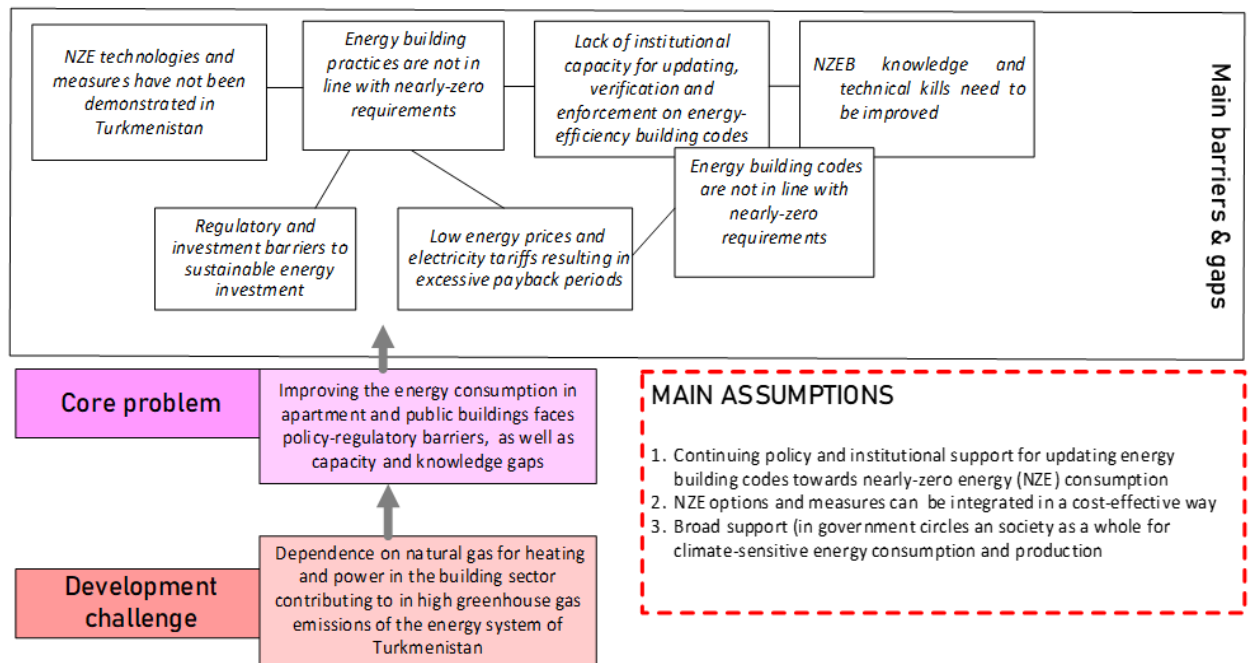 NZE technologies and
measures have not been
demonstrated in
Turkmenistan
Energy building
practices are not in
line with nearly-zero
requirements
Lack of institutional
capacity for updating,
verification and
enforcement on energy-
efficiency building codes
NZEB knowledge and
technical kills need to
be improved
Energy building codes
are not in line with
nearly-zero
requirements
Regulatory and
investment barriers to
sustainable energy
investment
Low energy prices and
electricity tariffs resulting in
excessive payback periods
Main barriers & gaps
Core problem
Improving the energy consumption in
apartment and public buildings faces
policy-regulatory barriers, as well as
capacity and knowledge gaps
MAIN ASSUMPTIONS
1. Continuing policy and institutional support for updating energy
building codes towards nearly-zero energy (NZE) consumption
2. NZE options and measures can be integrated in a cost-effective way
3. Broad support (in government circles an society as a whole for
climate-sensitive energy consumption and production
Development
challenge
Dependence on natural gas for heating
and power in the building sector
contributing to in high greenhouse gas
emissions of the energy system of
Turkmenistan